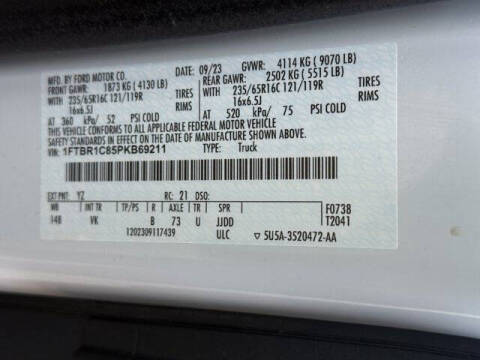 MFD. BY FORD MOTOR CO.
09/23 GVWR: 4114 KG ( 9070 LB)
FRONT GAWR: 1873 KG ( 4130 LB) REAR GAWR: 2502 KG ( 5515 LB)
WITH 235/65R16C 121/119R TIRES WITH 235/65R16C 121/119R TIRES
16x6.5J RIMS 16x6.5J RIMS
AT 360 kPa/ 52 PSI COLD AT 520 kPa/ 75 PSI COLD
THIS VEHICLE CONFORMS TO ALL APPLICABLE FEDERAL MOTOR VEHICLE
SAFETY STANDARDS IN EFFECT ON THE DATE OF MANUFACTURE SHOWN ABOVE.
VIN: 1FTBR1C85PKB69211 TYPE: Truck
EXT PNT: YZ RC: 21 DSO:
WB INT TR TP/PS R AXLE TR SPR F0738
148 VK B 73 U JJDD T2041
1202309117439 ULC ▽ 5U5A-3S20472-AA